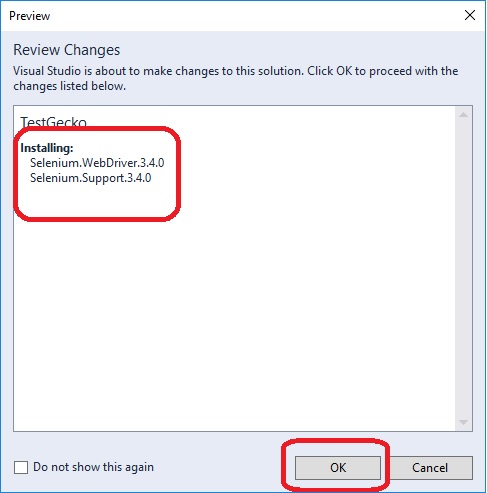 Preview
Review Changes
Visual Studio is about to make changes to this solution. Click OK to proceed with the
changes listed below.
TestGecko
Installing:
Selenium.WebDriver.3.4.0
Selenium.Support.3.4.0
Do not show this again
OK
Cancel